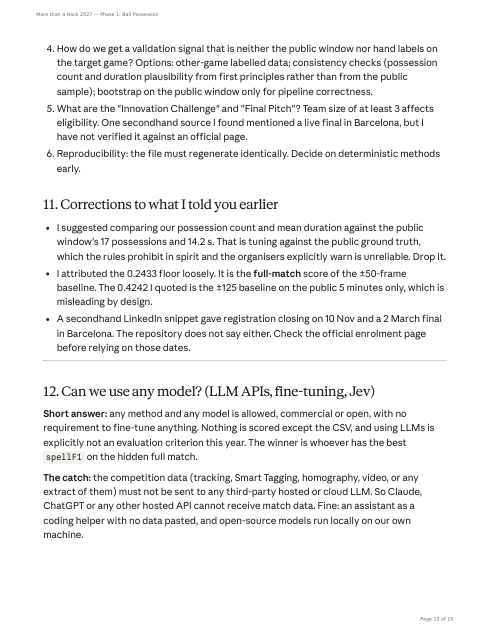 More than a Hack 2027 — Phase 1: Ball Possession
4. How do we get a validation signal that is neither the public window nor hand labels on
the target game? Options: other-game labelled data; consistency checks (possession
count and duration plausibility from first principles rather than from the public
sample); bootstrap on the public window only for pipeline correctness.
5. What are the "Innovation Challenge" and "Final Pitch"? Team size of at least 3 affects
eligibility. One secondhand source I found mentioned a live final in Barcelona, but I
have not verified it against an official page.
6. Reproducibility: the file must regenerate identically. Decide on deterministic methods
early.
11. Corrections to what I told you earlier
• I suggested comparing our possession count and mean duration against the public
window's 17 possessions and 14.2 s. That is tuning against the public ground truth,
which the rules prohibit in spirit and the organisers explicitly warn is unreliable. Drop it.
• I attributed the 0.2433 floor loosely. It is the full-match score of the ±50-frame
baseline. The 0.4242 I quoted is the ±125 baseline on the public 5 minutes only, which is
misleading by design.
• A secondhand LinkedIn snippet gave registration closing on 10 Nov and a 2 March final
in Barcelona. The repository does not say either. Check the official enrolment page
before relying on those dates.
12. Can we use any model? (LLM APIs, fine-tuning, Jev)
Short answer: any method and any model is allowed, commercial or open, with no
requirement to fine-tune anything. Nothing is scored except the CSV, and using LLMs is
explicitly not an evaluation criterion this year. The winner is whoever has the best
spellF1 on the hidden full match.
The catch: the competition data (tracking, Smart Tagging, homography, video, or any
extract of them) must not be sent to any third-party hosted or cloud LLM. So Claude,
ChatGPT or any other hosted API cannot receive match data. Fine: an assistant as a
coding helper with no data pasted, and open-source models run locally on our own
machine.
Page 12 of 15